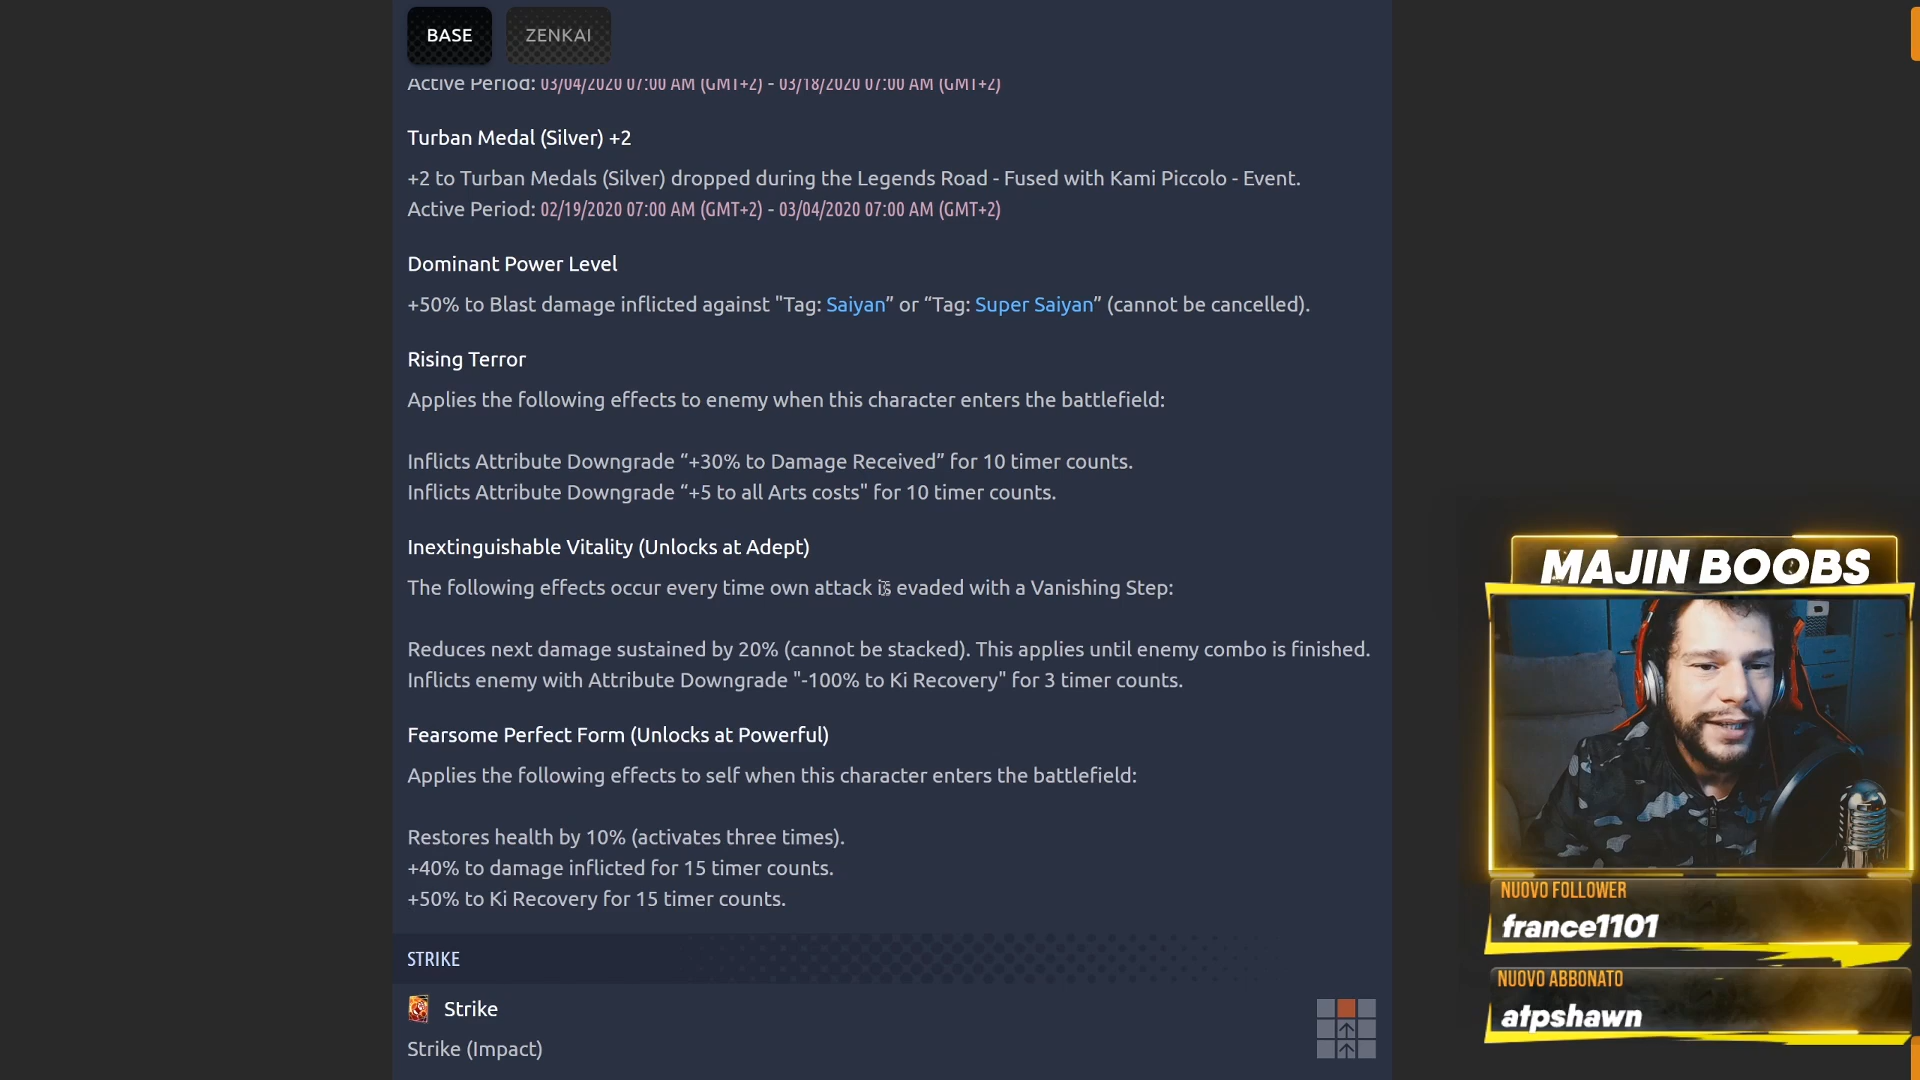 BASE
ZENKAI
Active Period: 03/04/2020 07:00 AM (GMT+2) - 03/18/2020 07:00 AM (GMT+2)
Turban Medal (Silver) +2
+2 to Turban Medals (Silver) dropped during the Legends Road - Fused with Kami Piccolo - Event.
Active Period: 02/19/2020 07:00 AM (GMT+2) - 03/04/2020 07:00 AM (GMT+2)
Dominant Power Level
+50% to Blast damage inflicted against "Tag: Saiyan” or “Tag: Super Saiyan” (cannot be cancelled).
Rising Terror
Applies the following effects to enemy when this character enters the battlefield:
Inflicts Attribute Downgrade “+30% to Damage Received” for 10 timer counts.
Inflicts Attribute Downgrade “+5 to all Arts costs" for 10 timer counts.
Inextinguishable Vitality (Unlocks at Adept)
The following effects occur every time own attack is evaded with a Vanishing Step:
Reduces next damage sustained by 20% (cannot be stacked). This applies until enemy combo is finished.
Inflicts enemy with Attribute Downgrade "-100% to Ki Recovery" for 3 timer counts.
Fearsome Perfect Form (Unlocks at Powerful)
Applies the following effects to self when this character enters the battlefield:
Restores health by 10% (activates three times).
+40% to damage inflicted for 15 timer counts.
+50% to Ki Recovery for 15 timer counts.
STRIKE
Strike
Strike (Impact)
MAJIN BOOBS
NUOVO FOLLOWER
france1101
NUOVO ABBONATO
atpshawn